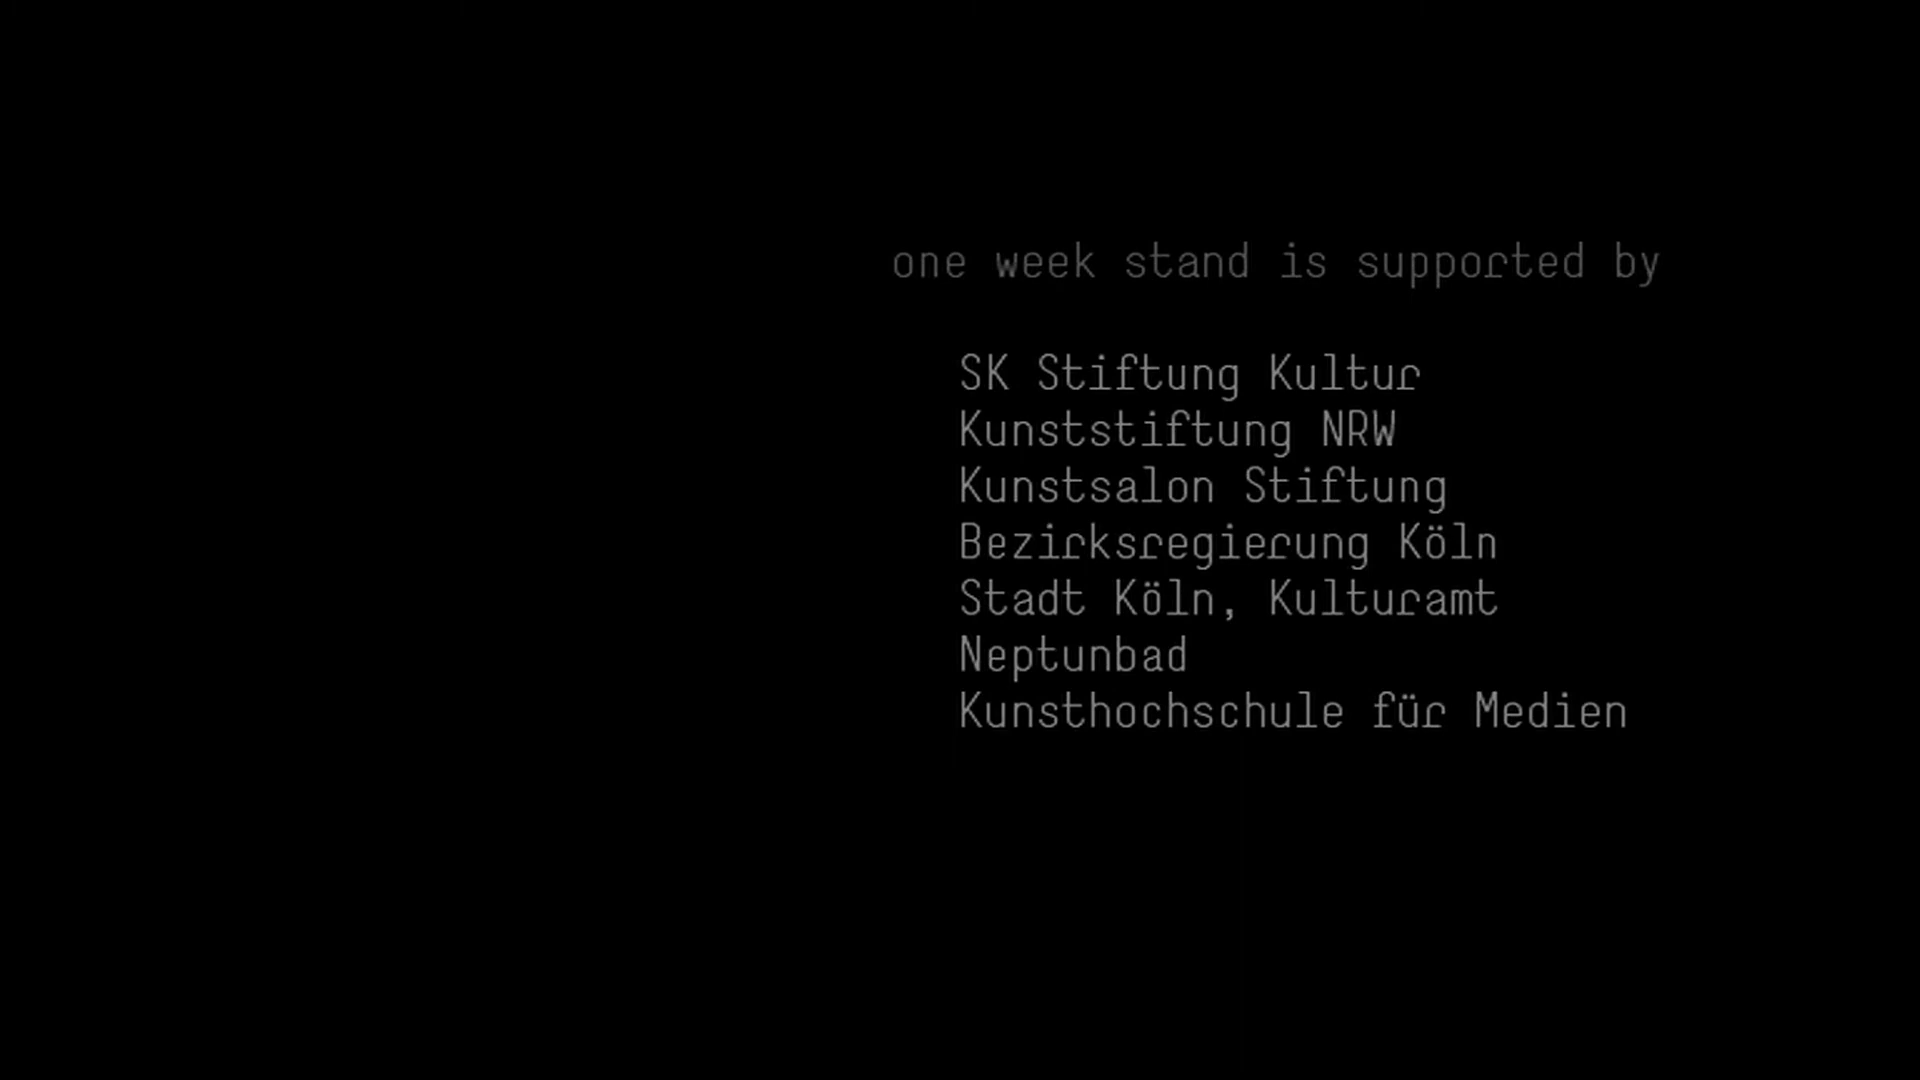 one week stand is supported by
SK Stiftung Kultur
Kunststiftung NRW
Kunstsalon Stiftung
Bezirksregierung Köln
Stadt Köln, Kulturamt
Neptunbad
Kunsthochschule für Medien